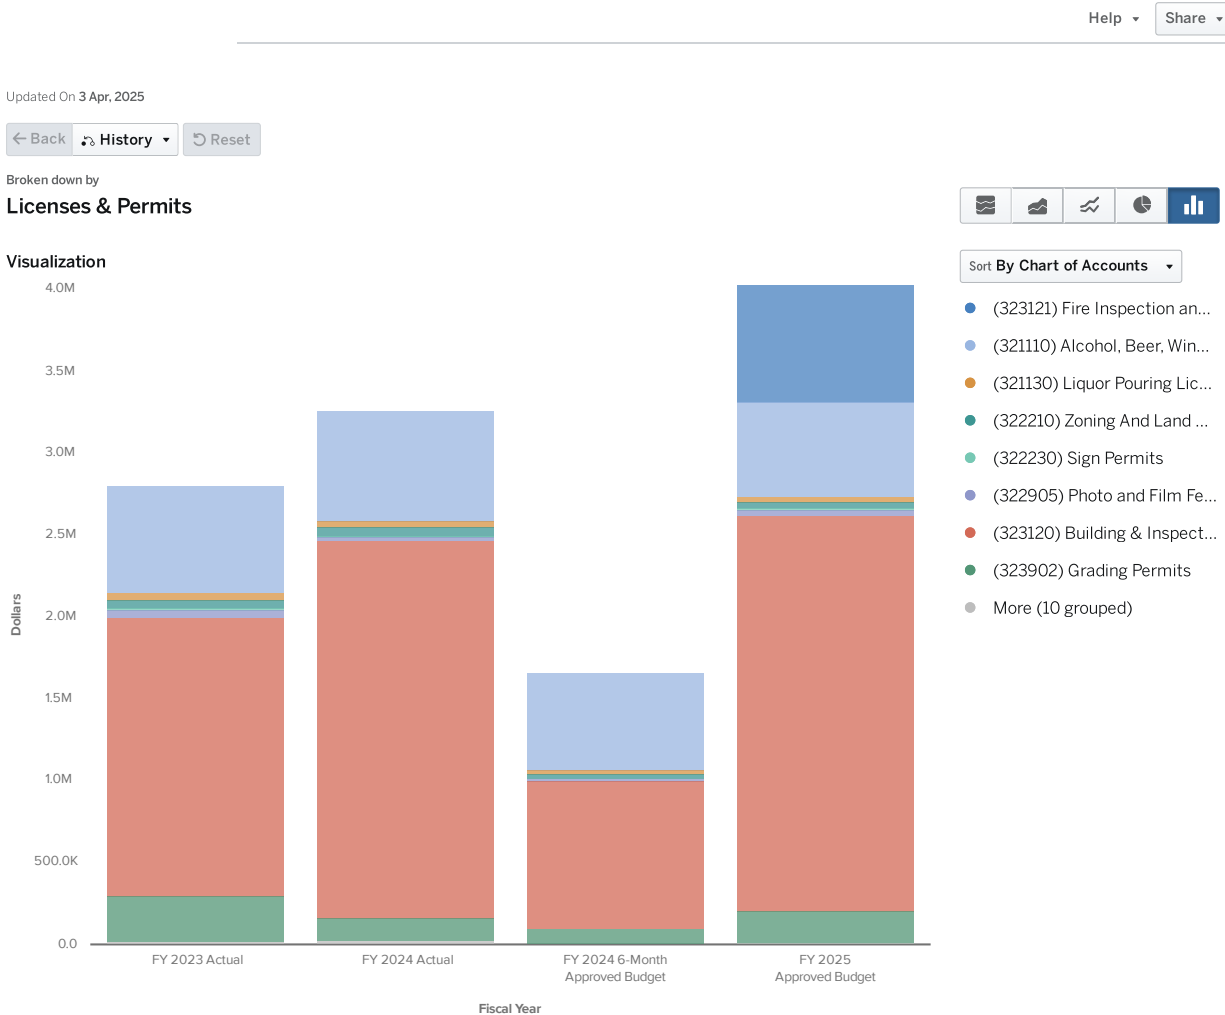 Help
Share
Updated On 3 Apr, 2025
Back
History
Reset
Broken down by
Licenses & Permits
Visualization
Sort By Chart of Accounts
(323121) Fire Inspection an...
(321110) Alcohol, Beer, Win...
(321130) Liquor Pouring Lic...
(322210) Zoning And Land ...
(322230) Sign Permits
(322905) Photo and Film Fe...
(323120) Building & Inspect...
(323902) Grading Permits
More (10 grouped)
4.0M
3.5M
3.0M
2.5M
2.0M
1.5M
1.0M
500.0K
0.0
Dollars
FY 2023 Actual
FY 2024 Actual
FY 2024 6-Month
Approved Budget
FY 2025
Approved Budget
Fiscal Year